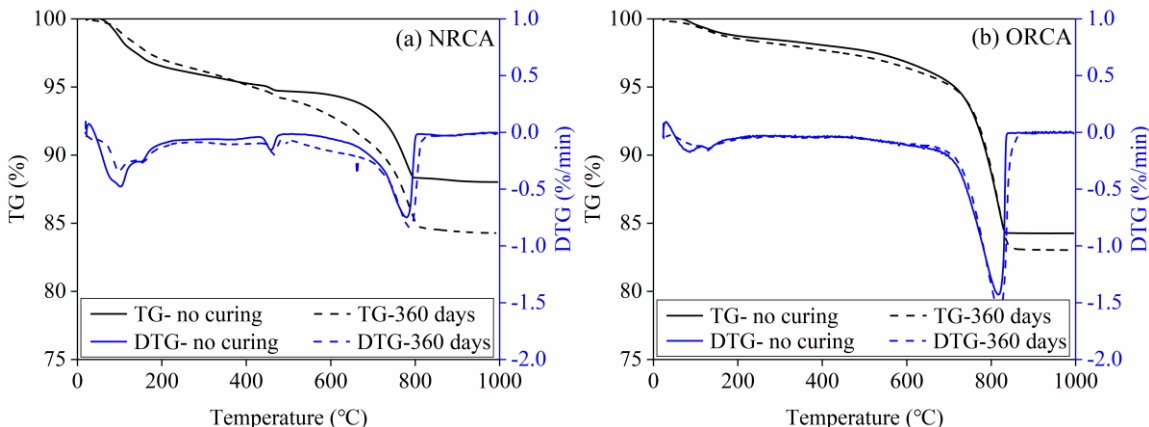 (a) NRCA
100
95
90
85
80
75
TG (%)
1.0
0.5
0.0
-0.5
-1.0
-1.5
-2.0
DTG (%/min)
TG- no curing
TG-360 days
DTG- no curing
DTG-360 days
0
200
400
600
800
1000
Temperature (℃)
(b) ORCA
100
95
90
85
80
75
TG (%)
1.0
0.5
0.0
-0.5
-1.0
-1.5
-2.0
DTG (%/min)
TG- no curing
TG-360 days
DTG- no curing
DTG-360 days
0
200
400
600
800
1000
Temperature (℃)